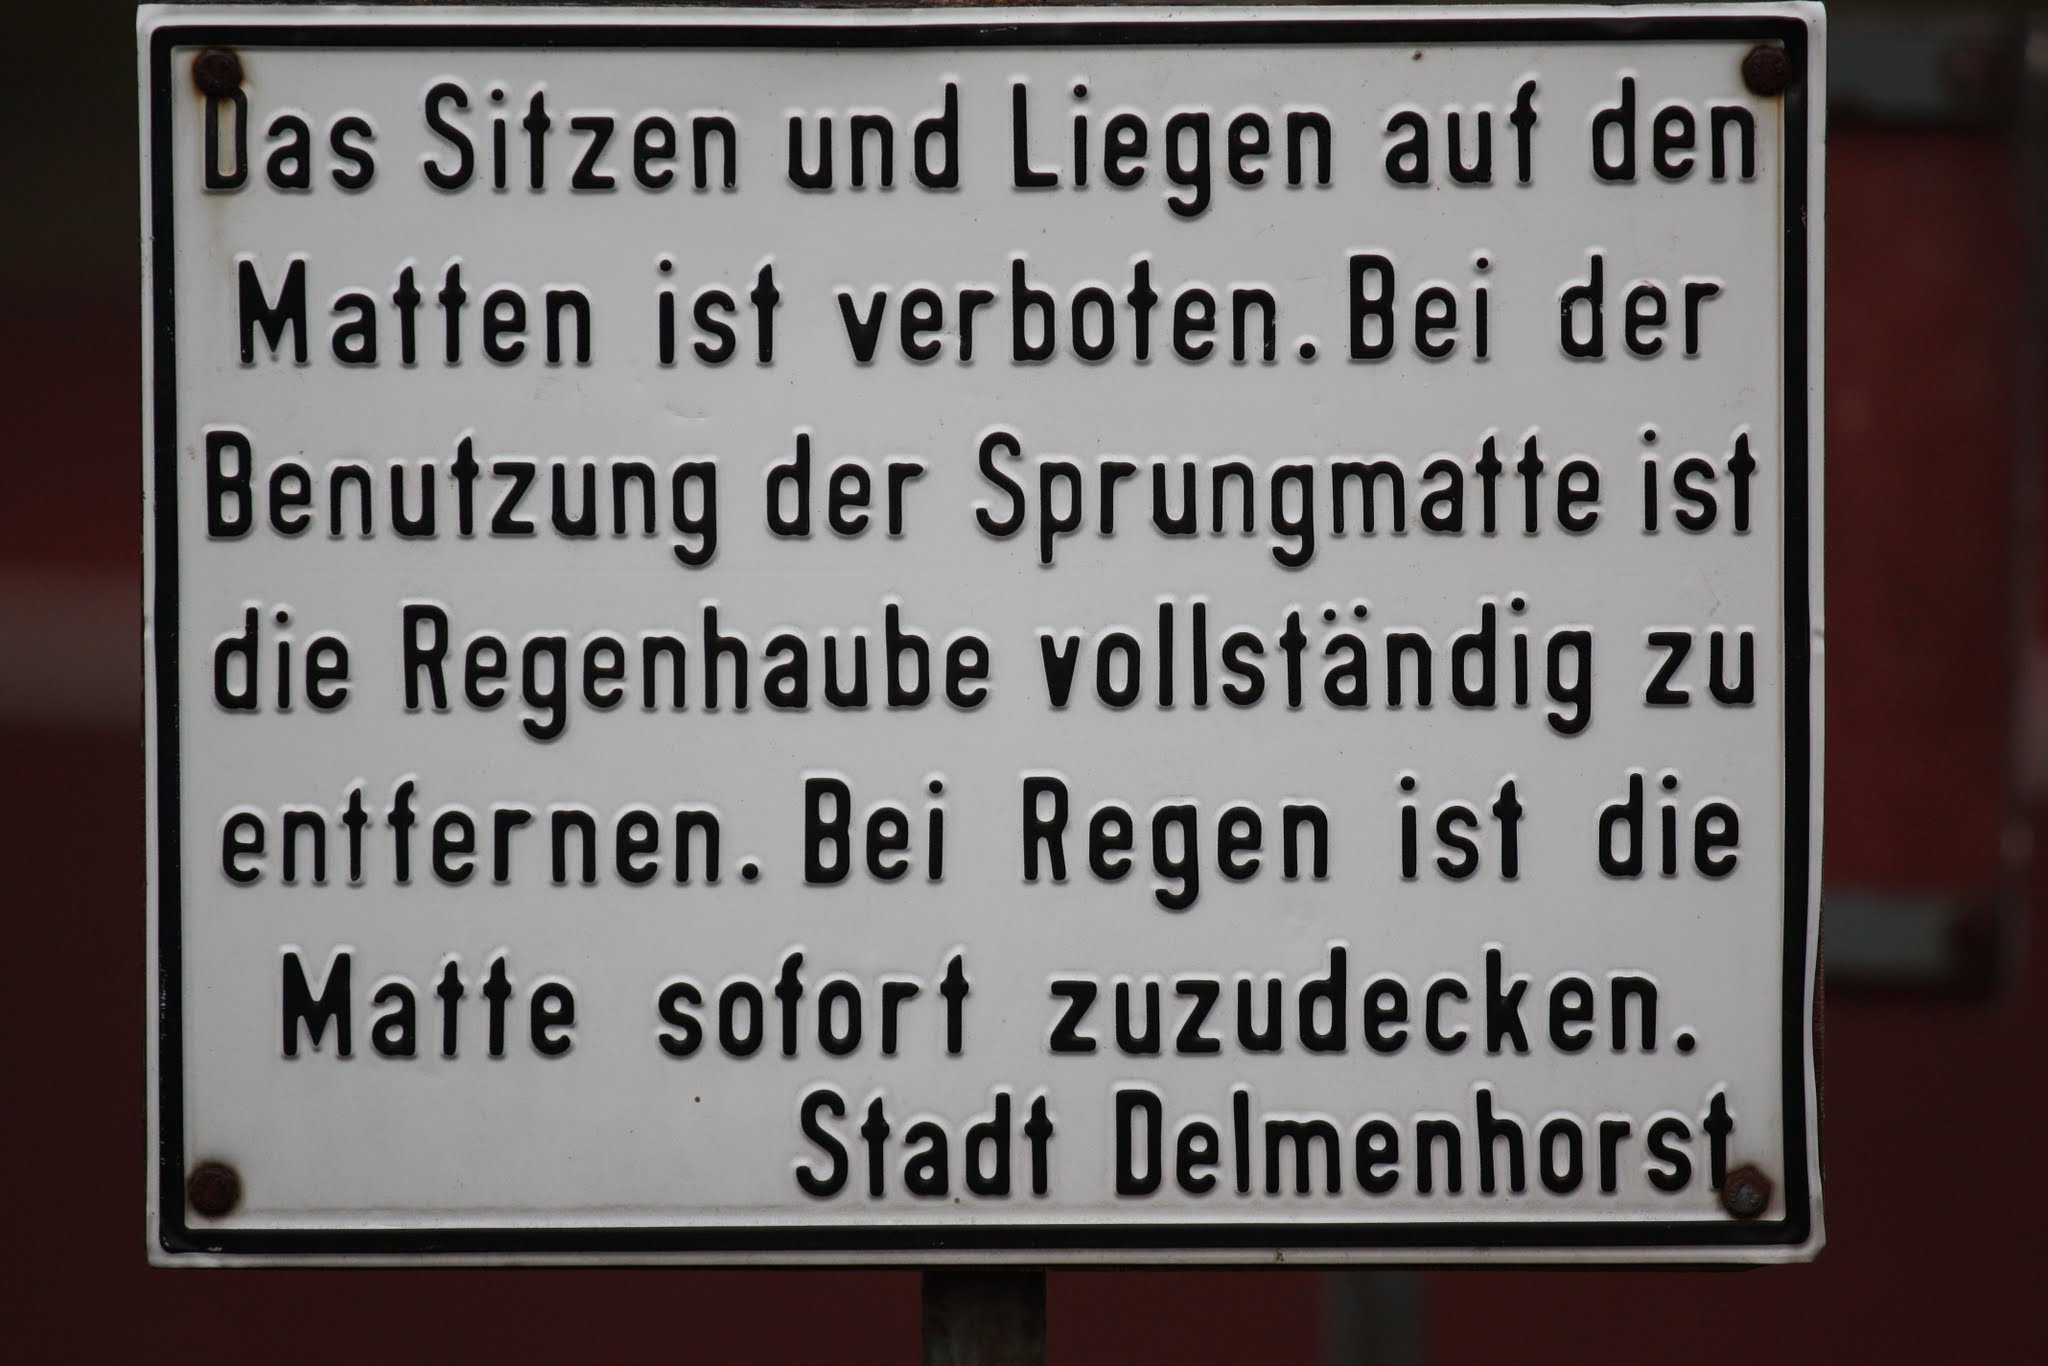 Das Sitzen und Liegen auf den
Matten ist verboten. Bei der
Benutzung der Sprungmatte ist
die Regenhaube vollständig zu
entfernen. Bei Regen ist die
Matte sofort zuzudecken.
Stadt Delmenhorst